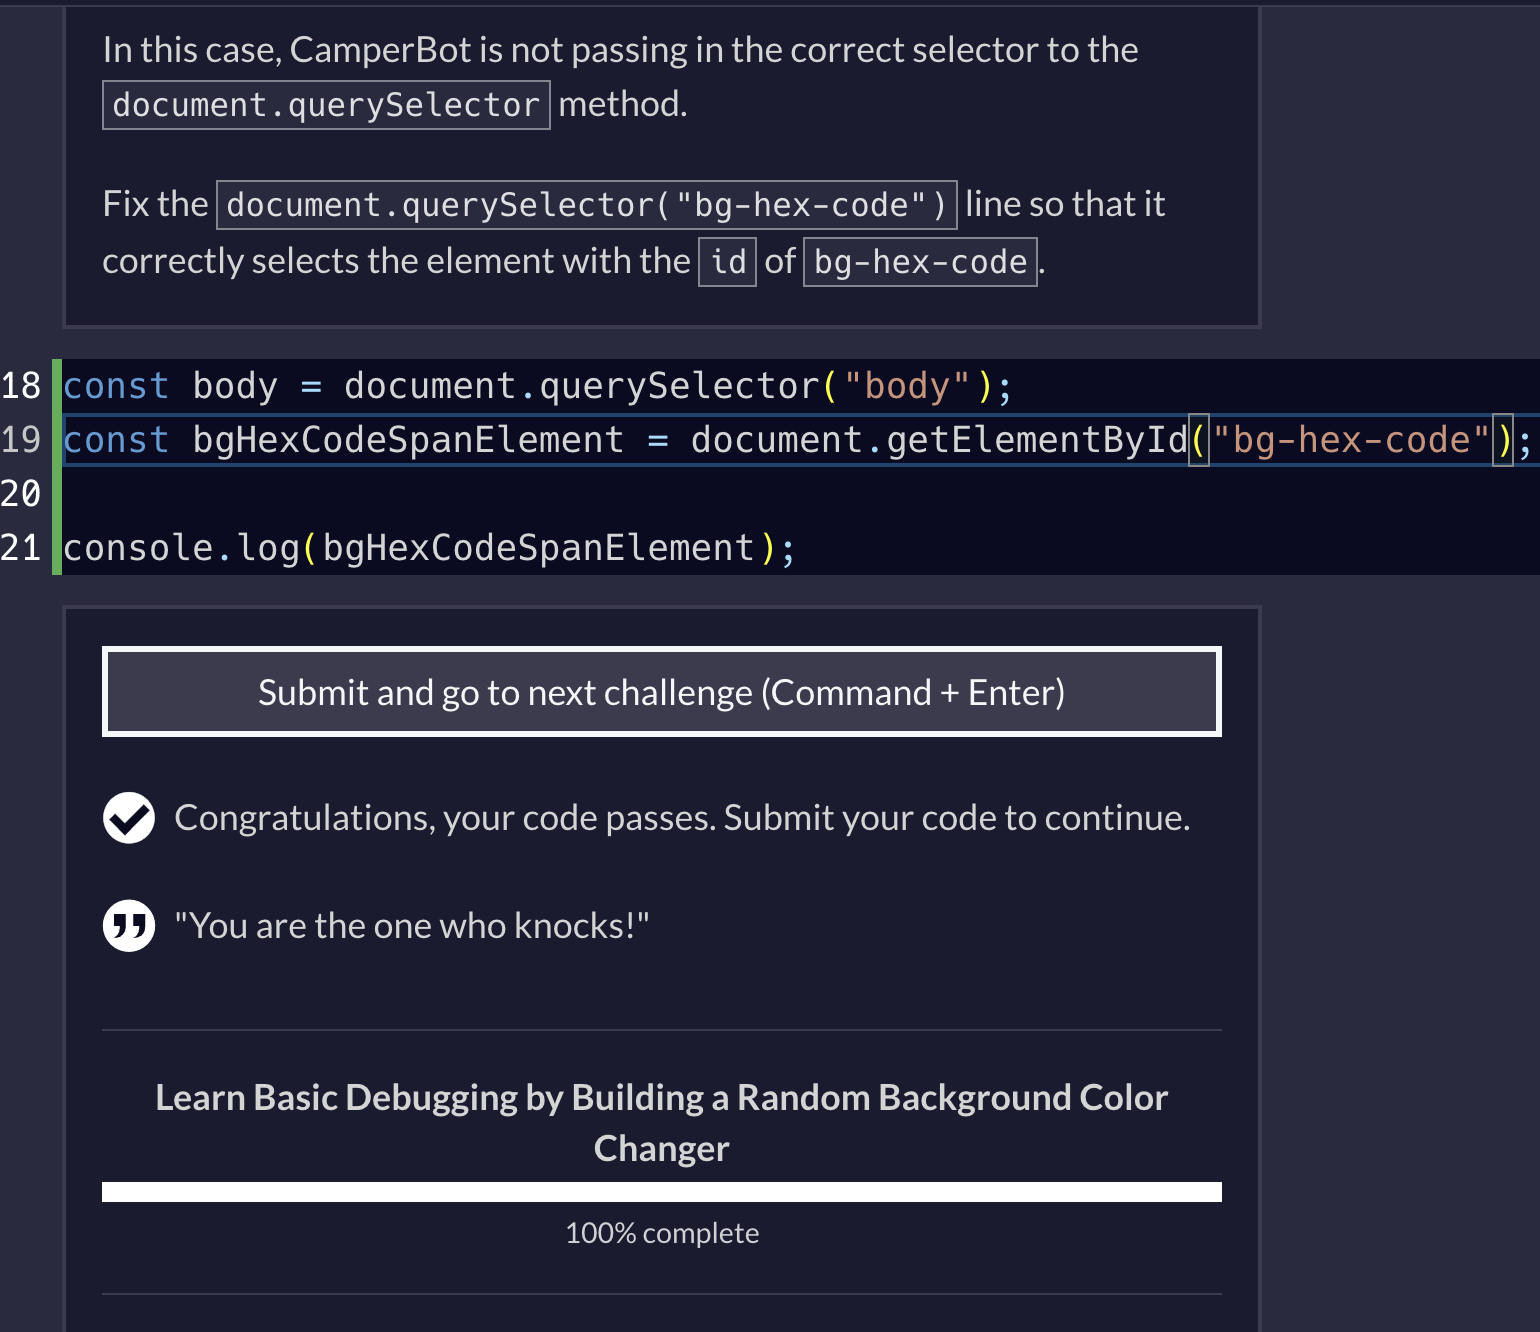 In this case, CamperBot is not passing in the correct selector to the
document.querySelector method.
Fix the document.querySelector("bg-hex-code") line so that it
correctly selects the element with the id of bg-hex-code.
18 const body = document.querySelector("body");
19 const bgHexCodeSpanElement = document.getElementById("bg-hex-code");
20
21 console.log(bgHexCodeSpanElement);
Submit and go to next challenge (Command + Enter)
Congratulations, your code passes. Submit your code to continue.
"You are the one who knocks!"
Learn Basic Debugging by Building a Random Background Color
Changer
100% complete